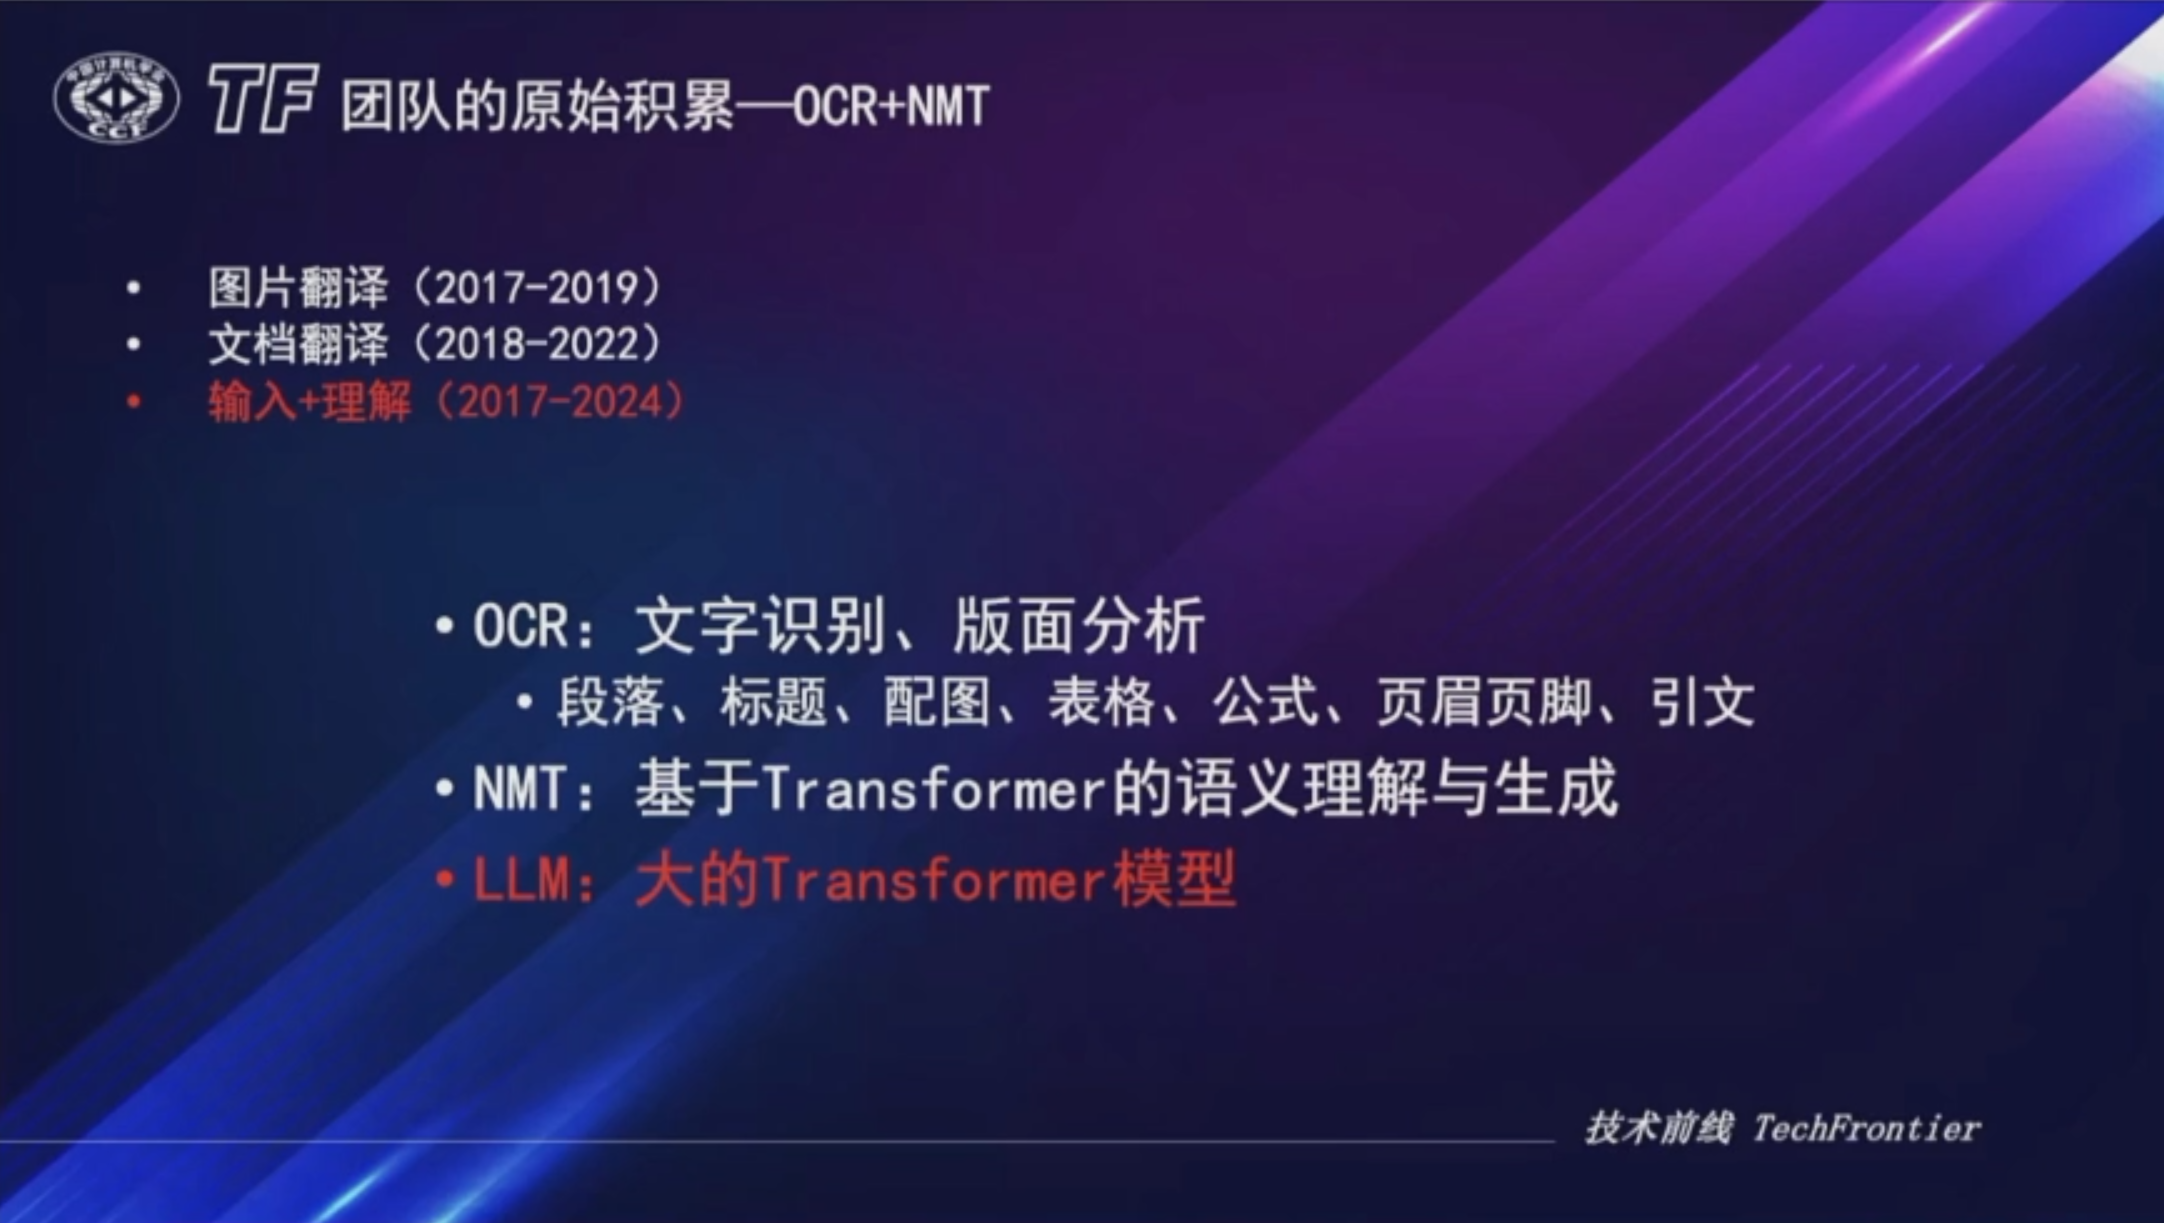 中国计算机学会
CCF
TF 团队的原始积累—OCR+NMT
• 图片翻译（2017-2019）
• 文档翻译（2018-2022）
• 输入+理解（2017-2024）
• OCR：文字识别、版面分析
• 段落、标题、配图、表格、公式、页眉页脚、引文
• NMT：基于Transformer的语义理解与生成
• LLM：大的Transformer模型
技术前线 TechFrontier